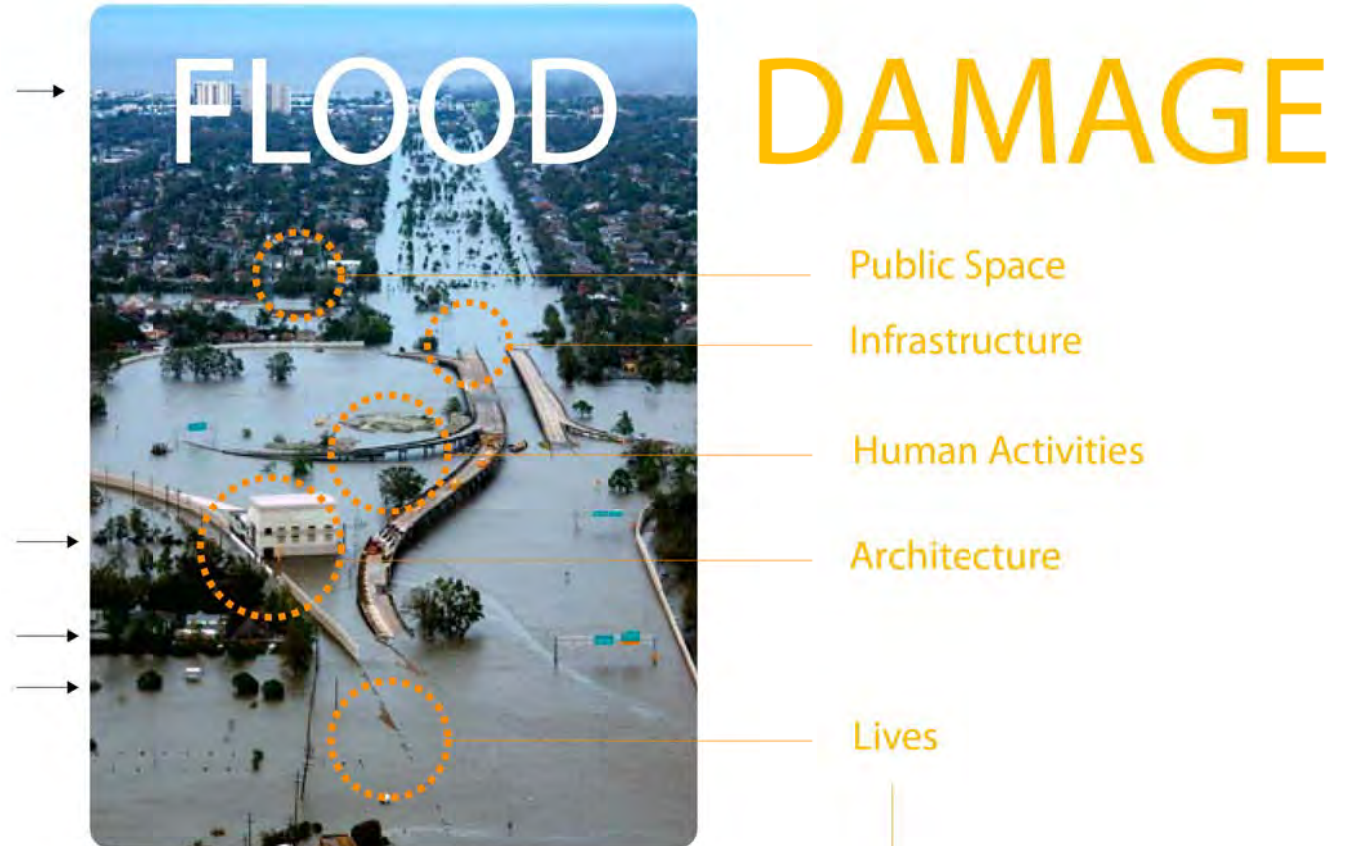 FLOOD DAMAGE
Public Space
Infrastructure
Human Activities
Architecture
Lives